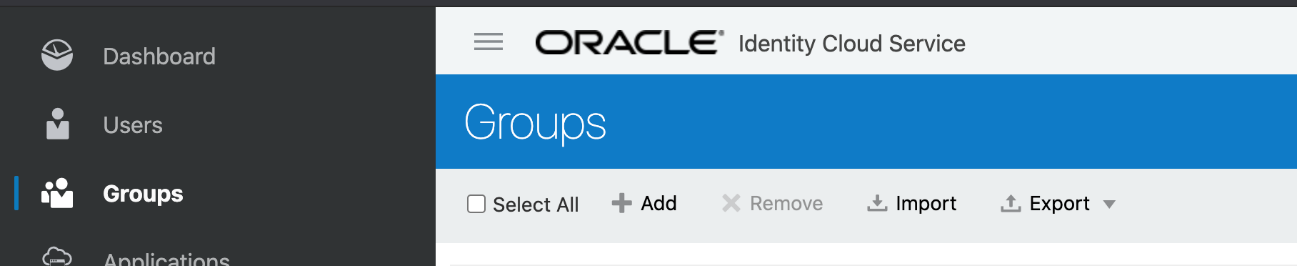 Dashboard
Users
Groups
Applications
ORACLE® Identity Cloud Service
Groups
Select All Add Remove Import Export